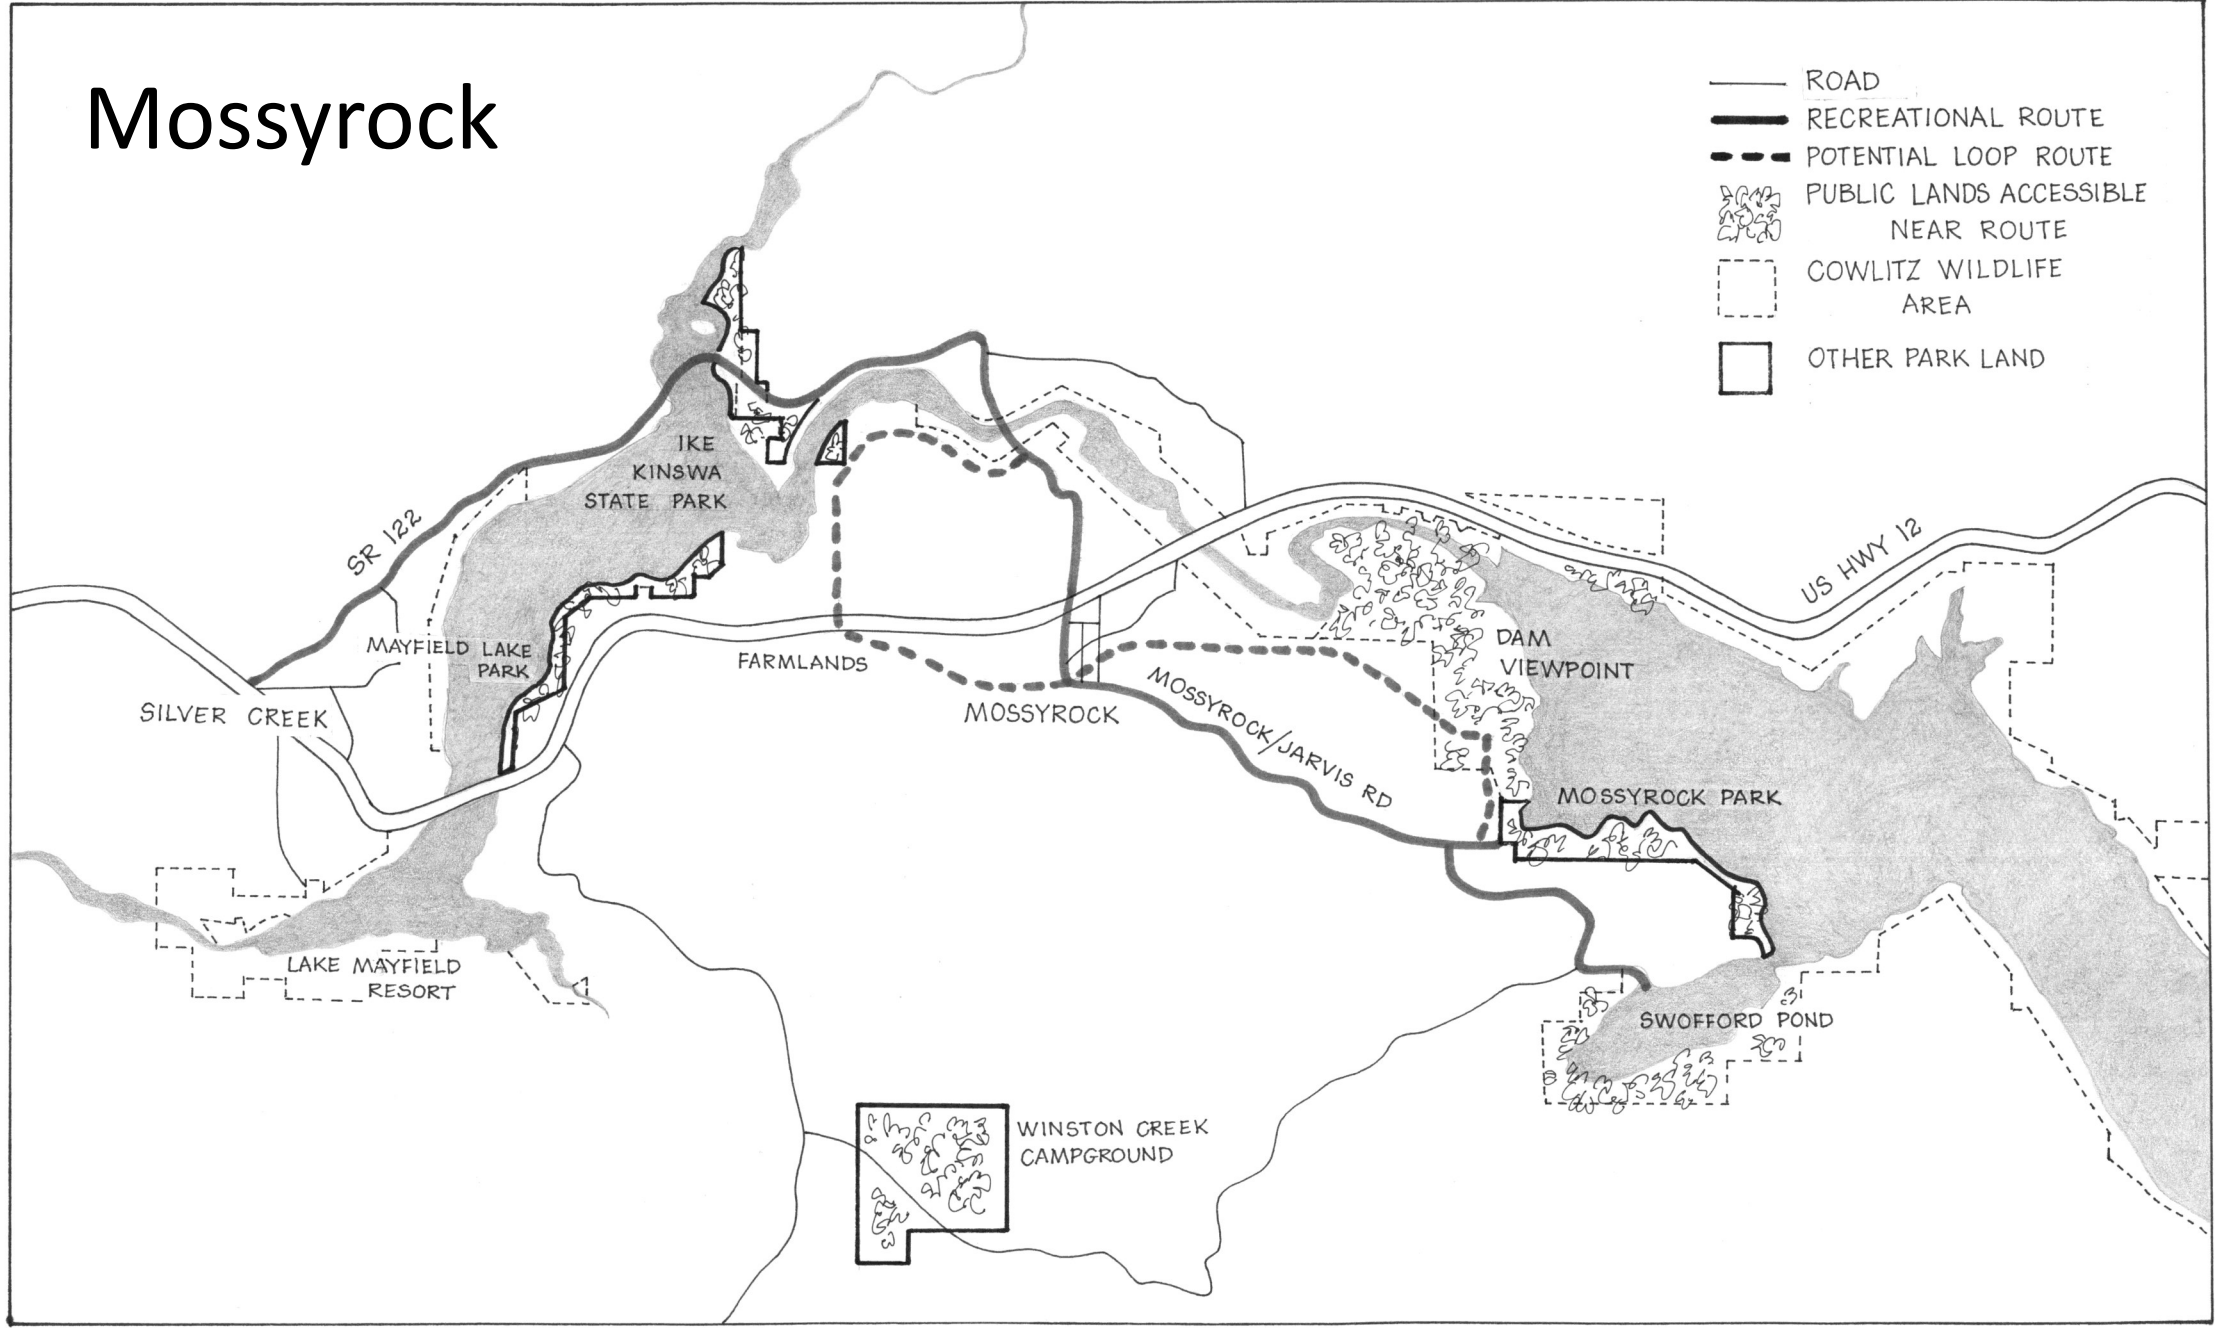 Mossyrock
ROAD
RECREATIONAL ROUTE
POTENTIAL LOOP ROUTE
PUBLIC LANDS ACCESSIBLE
NEAR ROUTE
COWLITZ WILDLIFE
AREA
OTHER PARK LAND
IKE
KINSWA
STATE PARK
SR 122
US HWY 12
MAYFIELD LAKE
PARK
FARMLANDS
DAM
VIEWPOINT
SILVER CREEK
MOSSYROCK
MOSSYROCK/JARVIS RD
MOSSYROCK PARK
LAKE MAYFIELD
RESORT
SWOFFORD POND
WINSTON CREEK
CAMPGROUND